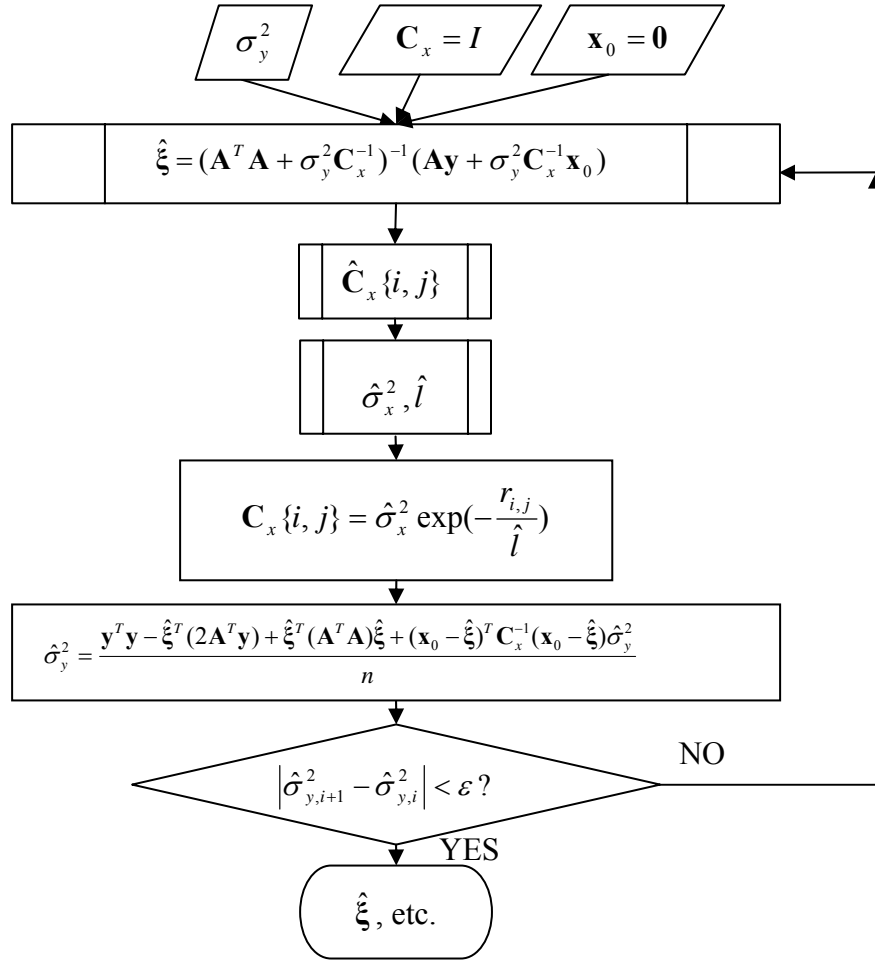 σ_y^2
C_x = I
x_0 = 0
ξ̂ = (A^T A + σ_y^2 C_x^{-1})^{-1} (Ay + σ_y^2 C_x^{-1} x_0)
Ĉ_x {i, j}
σ̂_x^2 , l̂
C_x {i, j} = σ̂_x^2 exp(− r_{i,j} / l̂ )
σ̂_y^2 = \frac{y^T y − ξ̂^T (2A^T y) + ξ̂^T (A^T A)ξ̂ + (x_0 − ξ̂)^T C_x^{-1} (x_0 − ξ̂)σ̂_y^2}{n}
NO
|σ̂_{y,i+1}^2 − σ̂_{y,i}^2| < ε ?
YES
ξ̂ , etc.